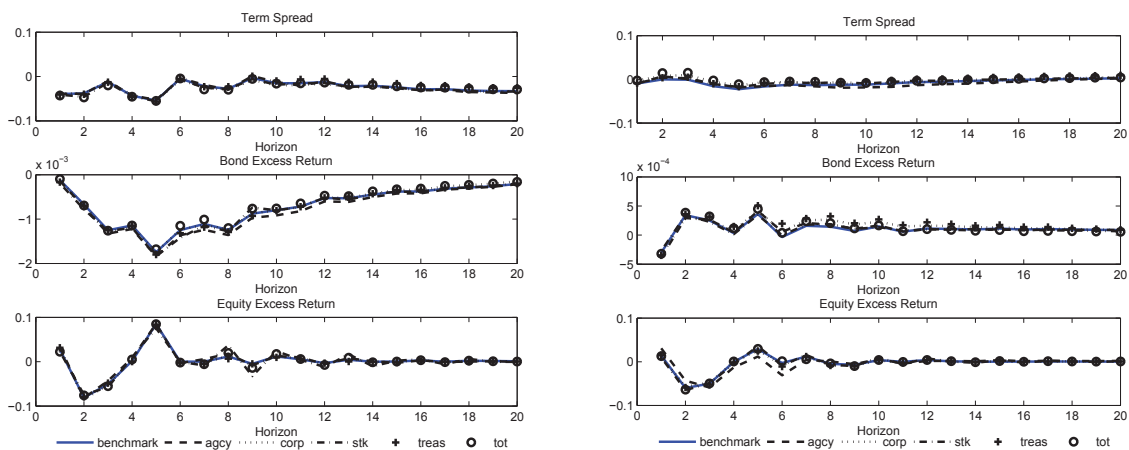 Term Spread
0.1
0
−0.1
0 2 4 6 8 10 12 14 16 18 20
Horizon
x 10−3
Bond Excess Return
0
−1
−2
0 2 4 6 8 10 12 14 16 18 20
Horizon
Equity Excess Return
0.1
0
−0.1
0 2 4 6 8 10 12 14 16 18 20
Horizon
benchmark agcy corp stk treas tot
Term Spread
0.1
0
−0.1
2 4 6 8 10 12 14 16 18 20
Horizon
x 10−4
Bond Excess Return
10
5
0
−5
0 2 4 6 8 10 12 14 16 18 20
Horizon
Equity Excess Return
0.1
0
−0.1
0 2 4 6 8 10 12 14 16 18 20
Horizon
benchmark agcy corp stk treas tot